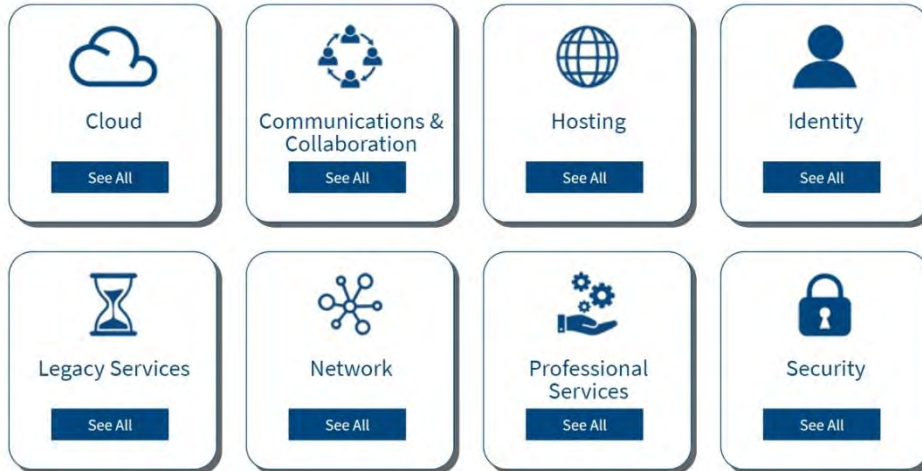 Cloud
See All
Communications &
Collaboration
See All
Hosting
See All
Identity
See All
Legacy Services
See All
Network
See All
Professional
Services
See All
Security
See All